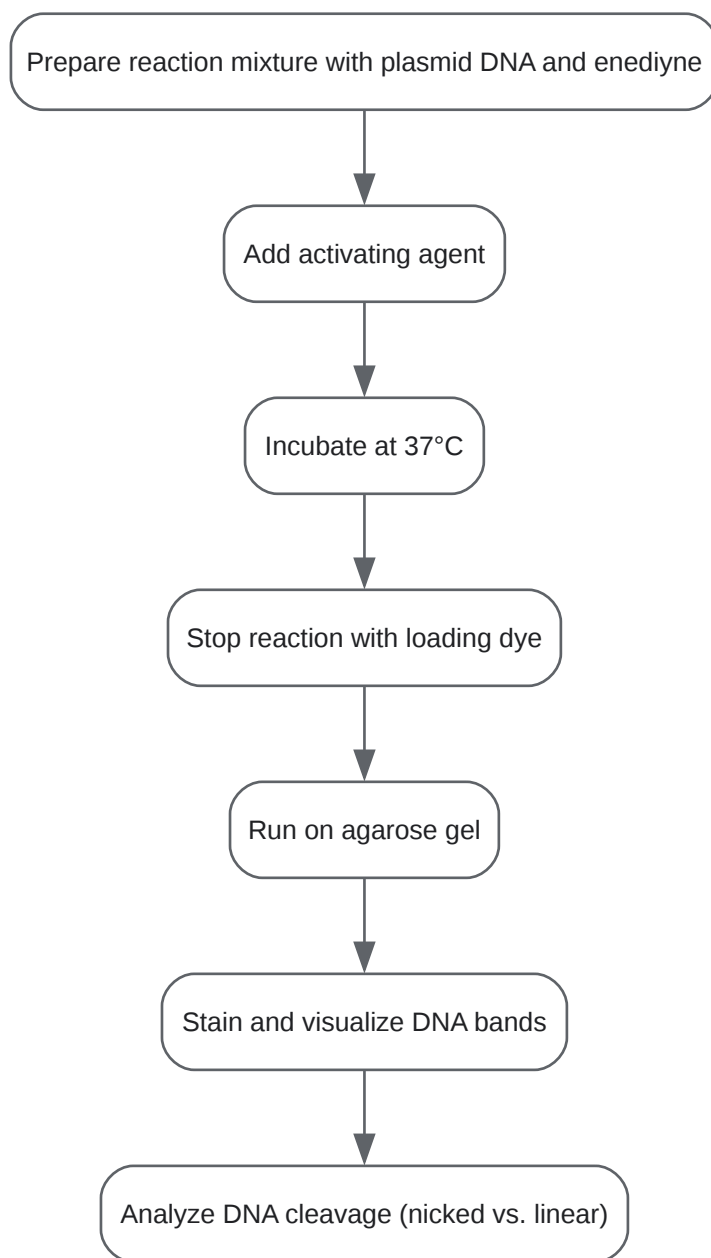 Prepare reaction mixture with plasmid DNA and enediyne
Add activating agent
Incubate at 37°C
Stop reaction with loading dye
Run on agarose gel
Stain and visualize DNA bands
Analyze DNA cleavage (nicked vs. linear)